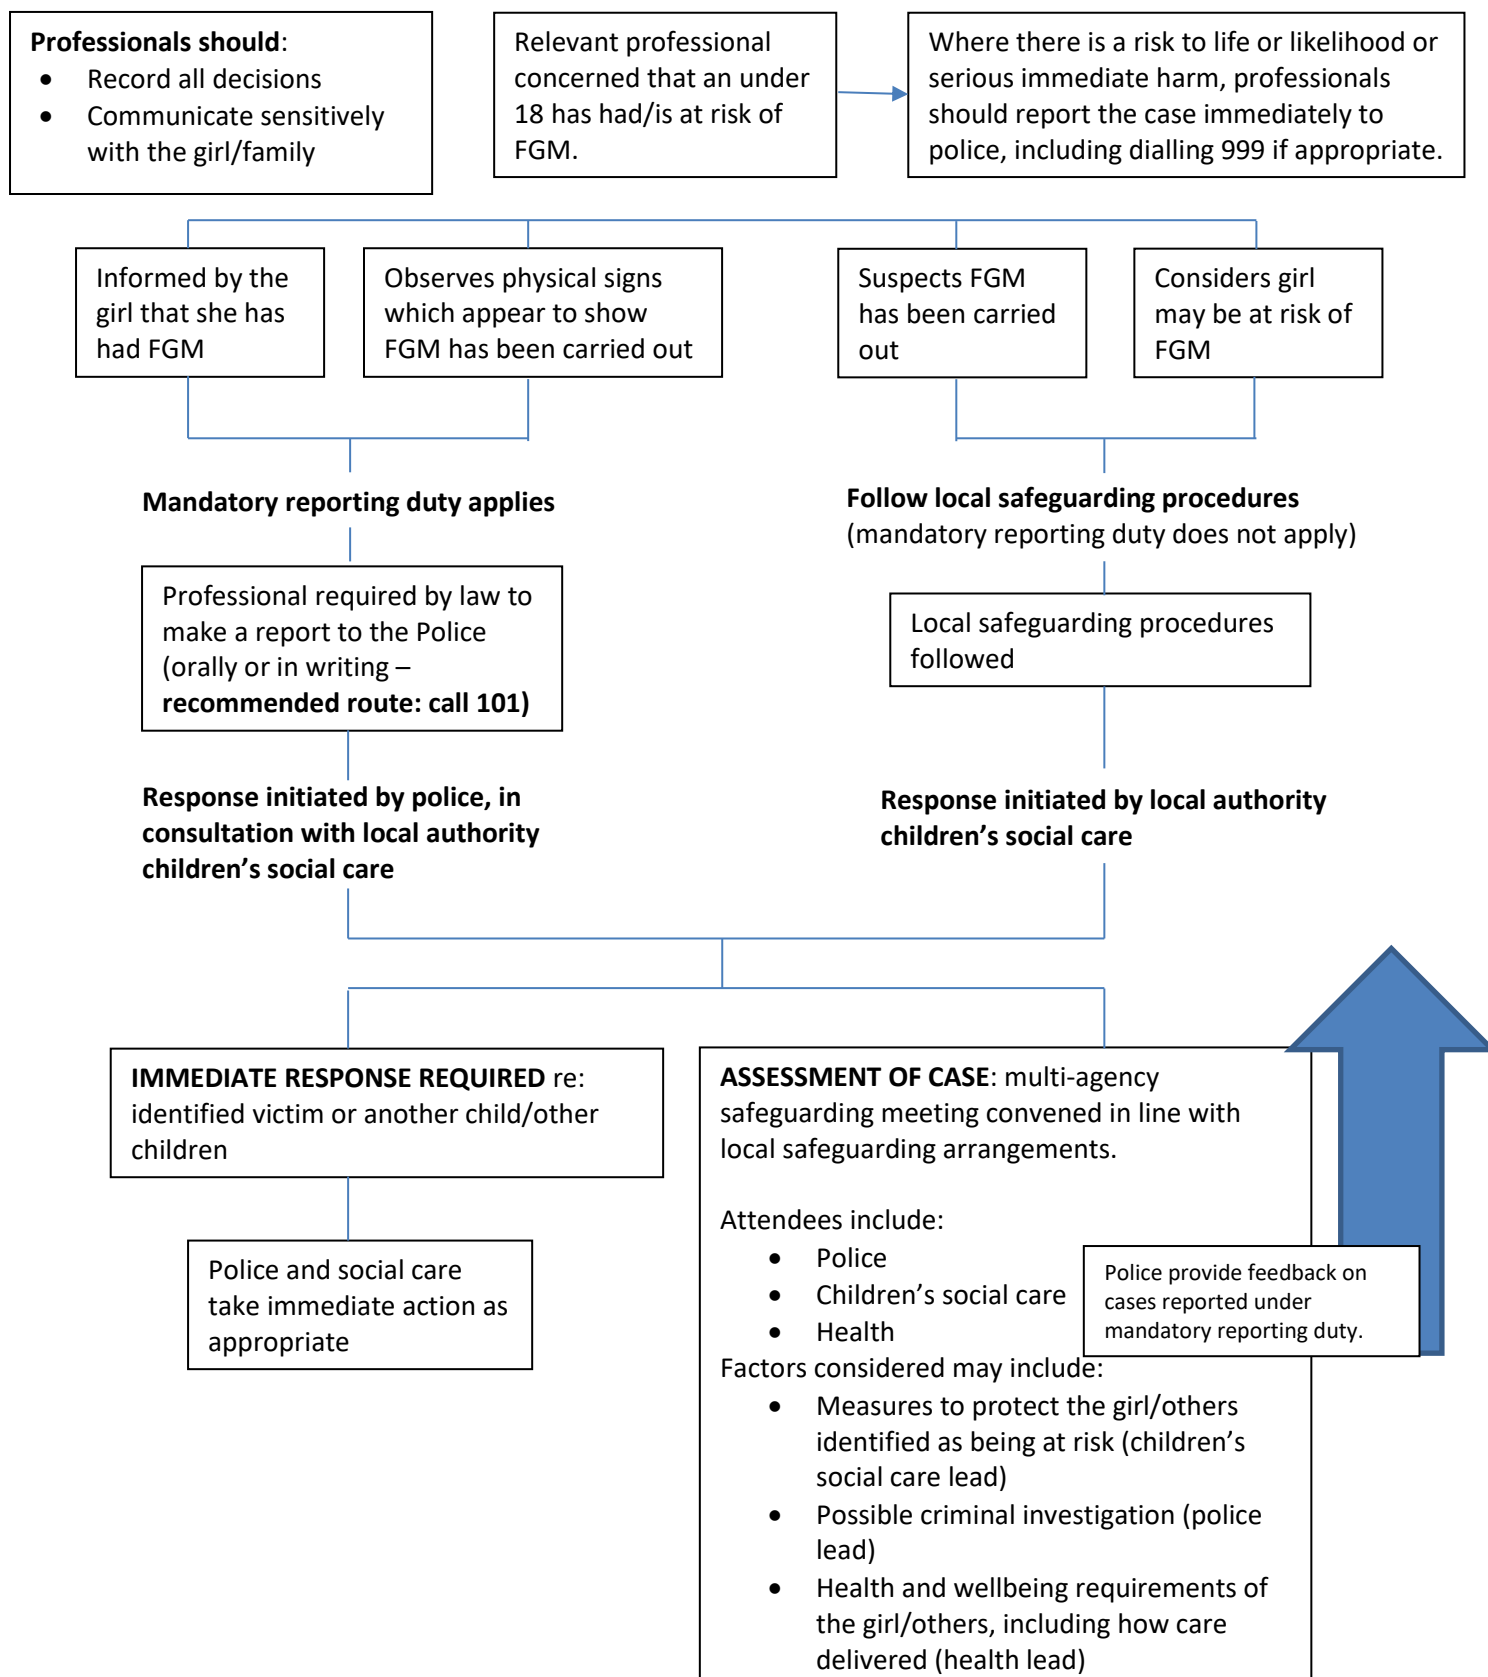 Professionals should:
• Record all decisions
• Communicate sensitively
with the girl/family
Relevant professional
concerned that an under
18 has had/is at risk of
FGM.
Where there is a risk to life or likelihood or
serious immediate harm, professionals
should report the case immediately to
police, including dialling 999 if appropriate.
Informed by the
girl that she has
had FGM
Observes physical signs
which appear to show
FGM has been carried out
Suspects FGM
has been carried
out
Considers girl
may be at risk of
FGM
Mandatory reporting duty applies
Follow local safeguarding procedures
(mandatory reporting duty does not apply)
Professional required by law to
make a report to the Police
(orally or in writing –
recommended route: call 101)
Local safeguarding procedures
followed
Response initiated by police, in
consultation with local authority
children’s social care
Response initiated by local authority
children’s social care
IMMEDIATE RESPONSE REQUIRED re:
identified victim or another child/other
children
Police and social care
take immediate action as
appropriate
ASSESSMENT OF CASE: multi-agency
safeguarding meeting convened in line with
local safeguarding arrangements.
Attendees include:
• Police
• Children’s social care
• Health
Factors considered may include:
• Measures to protect the girl/others
identified as being at risk (children’s
social care lead)
• Possible criminal investigation (police
lead)
• Health and wellbeing requirements of
the girl/others, including how care
delivered (health lead)
Police provide feedback on
cases reported under
mandatory reporting duty.